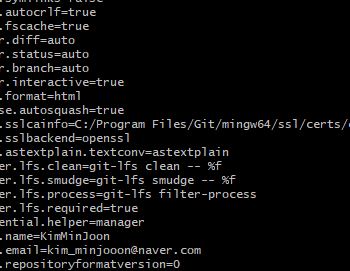 .symlinks=false
.autocrlf=true
.fscache=true
r.diff=auto
r.status=auto
r.branch=auto
r.interactive=true
.format=html
se.autosquash=true
.sslcainfo=C:/Program Files/Git/mingw64/ssl/certs/
.sslbackend=openssl
.astextplain.textconv=astextplain
er.lfs.clean=git-lfs clean -- %f
er.lfs.smudge=git-lfs smudge -- %f
er.lfs.process=git-lfs filter-process
er.lfs.required=true
ential.helper=manager
.name=KimMinJoon
.email=kim_minjooon@naver.com
.repositoryformatversion=0